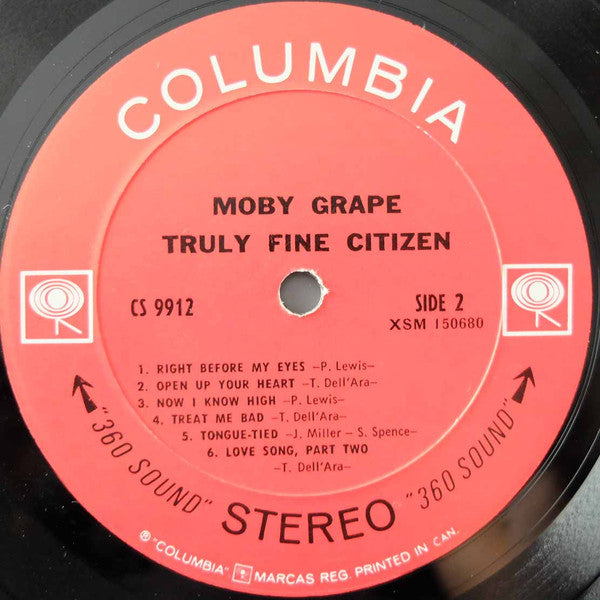 COLUMBIA
MOBY GRAPE
TRULY FINE CITIZEN
CS 9912
SIDE 2
XSM 150680
1. RIGHT BEFORE MY EYES –P. Lewis–
2. OPEN UP YOUR HEART –T. Dell'Ara–
3. NOW I KNOW HIGH –P. Lewis–
4. TREAT ME BAD –T. Dell'Ara–
5. TONGUE-TIED –J. Miller – S. Spence–
6. LOVE SONG, PART TWO
–T. Dell'Ara–
"360 SOUND" STEREO "360 SOUND"
® "COLUMBIA" MARCAS REG. PRINTED IN CAN.